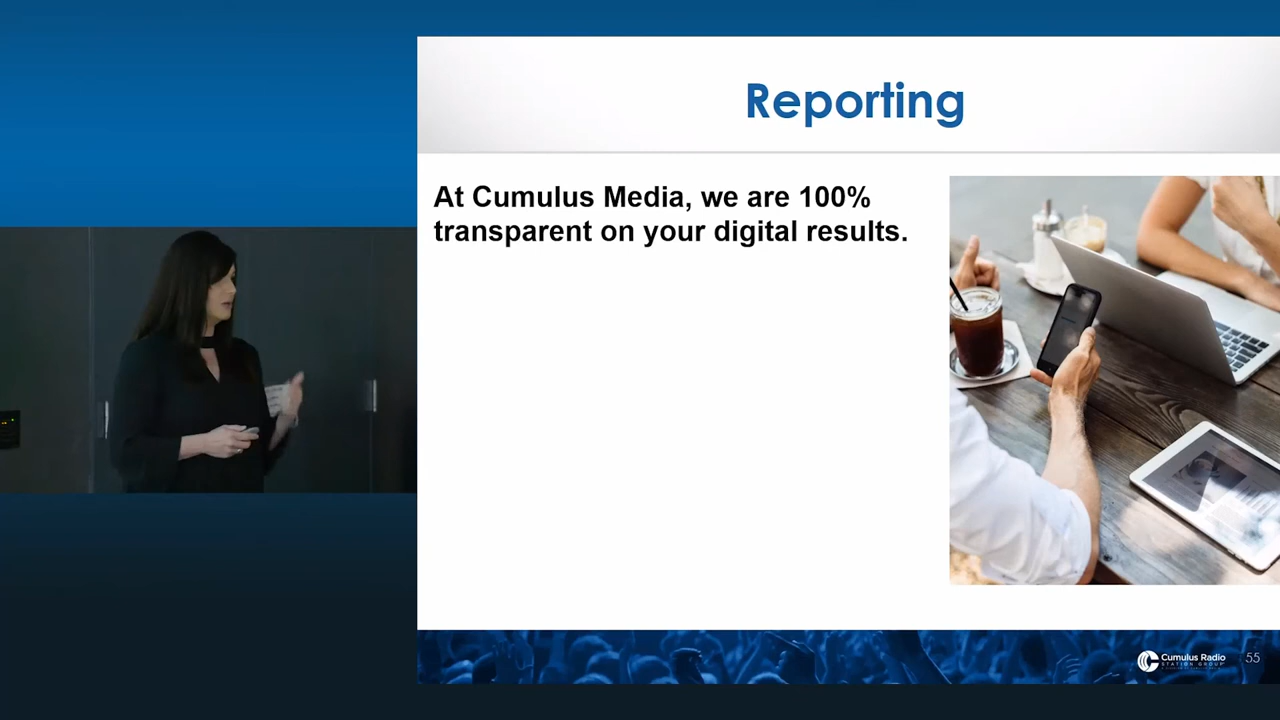 Reporting
At Cumulus Media, we are 100%
transparent on your digital results.
Cumulus Radio
STATION GROUP
55